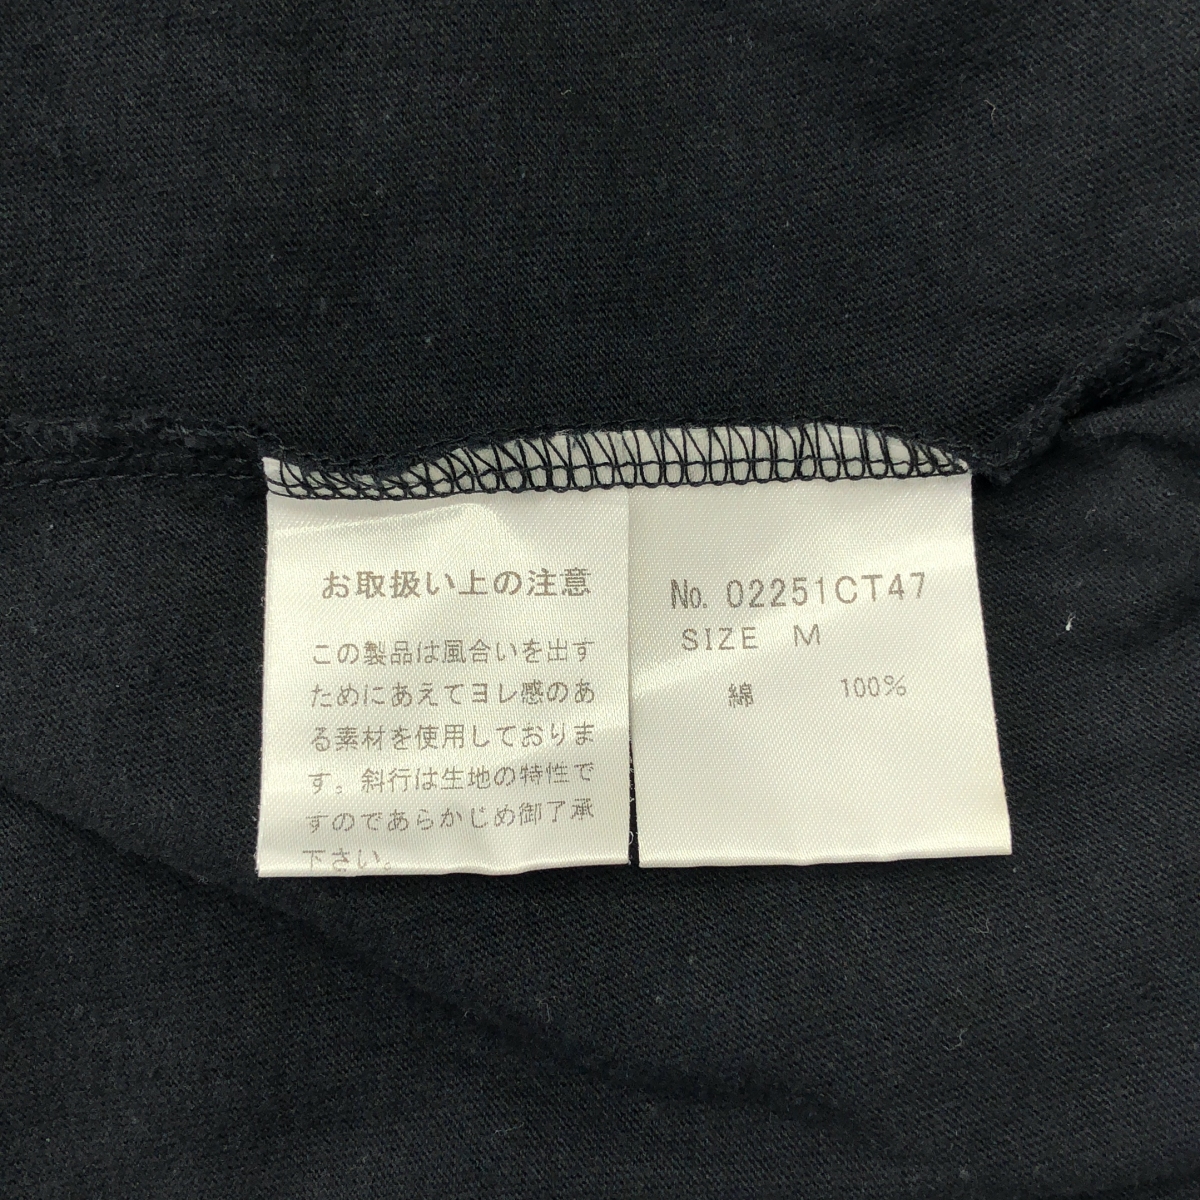 お取扱い上の注意
この製品は風合いを出す
ためにあえてヨレ感のあ
る素材を使用しておりま
す。斜行は生地の特性で
すのであらかじめ御了承
下さい。
No. 02251CT47
SIZE M
綿 100%